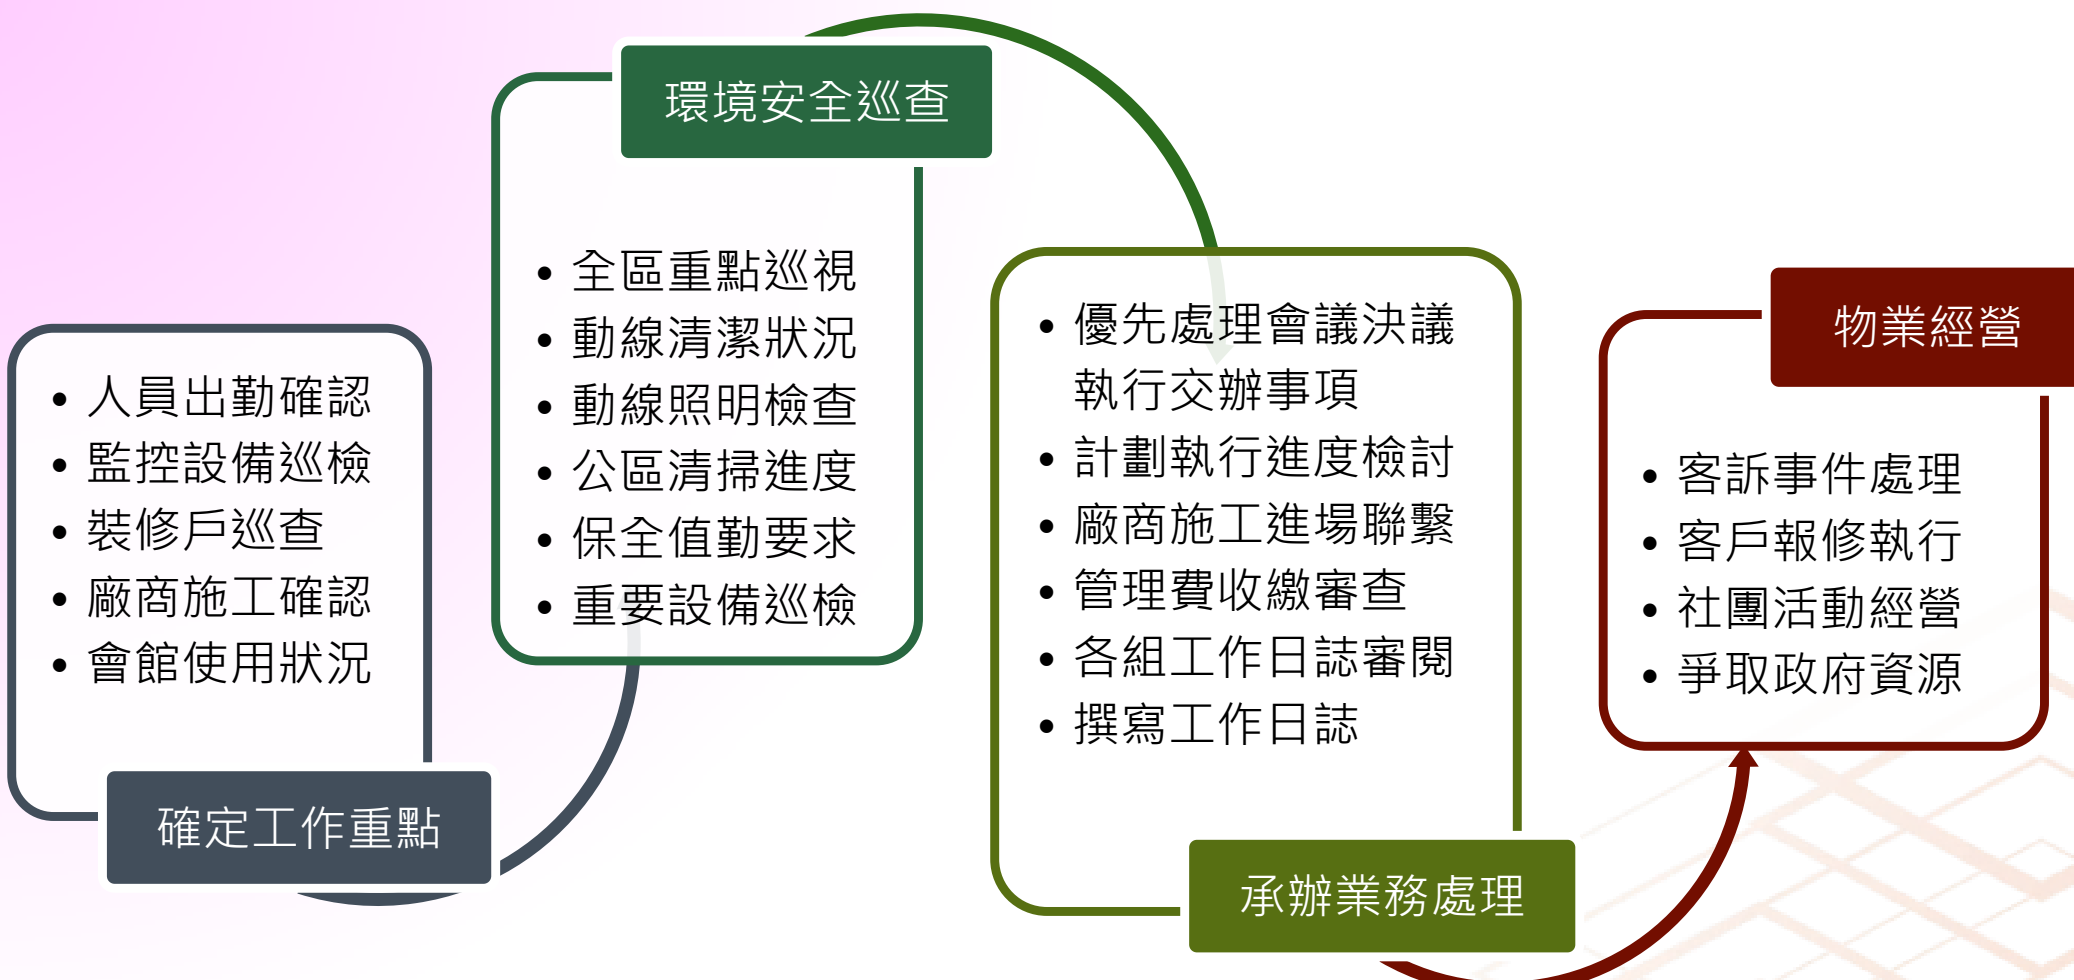 • 人員出勤確認
• 監控設備巡檢
• 裝修戶巡查
• 廠商施工確認
• 會館使用狀況
確定工作重點
環境安全巡查
• 全區重點巡視
• 動線清潔狀況
• 動線照明檢查
• 公區清掃進度
• 保全值勤要求
• 重要設備巡檢
• 優先處理會議決議
執行交辦事項
• 計劃執行進度檢討
• 廠商施工進場聯繫
• 管理費收繳審查
• 各組工作日誌審閱
• 撰寫工作日誌
承辦業務處理
物業經營
• 客訴事件處理
• 客戶報修執行
• 社團活動經營
• 爭取政府資源